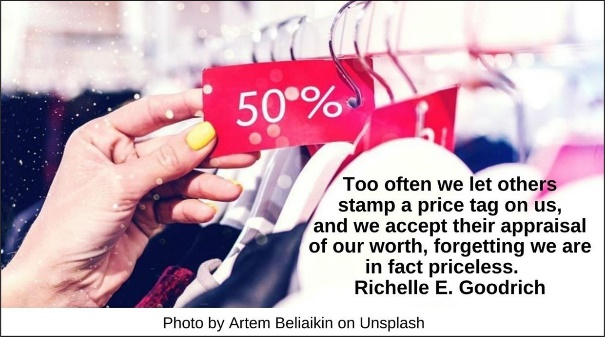 50 %
Too often we let others
stamp a price tag on us,
and we accept their appraisal
of our worth, forgetting we are
in fact priceless.
Richelle E. Goodrich
Photo by Artem Beliaikin on Unsplash